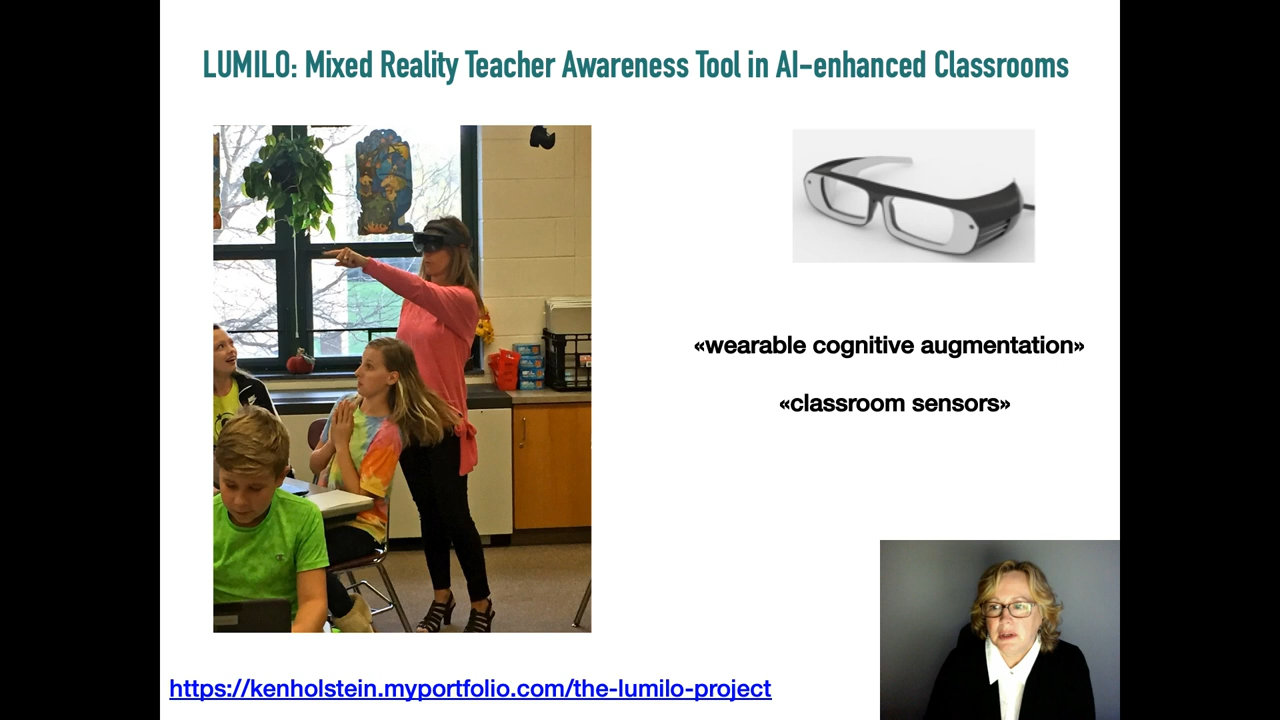 LUMILO: Mixed Reality Teacher Awareness Tool in AI-enhanced Classrooms
«wearable cognitive augmentation»
«classroom sensors»
https://kenholstein.myportfolio.com/the-lumilo-project